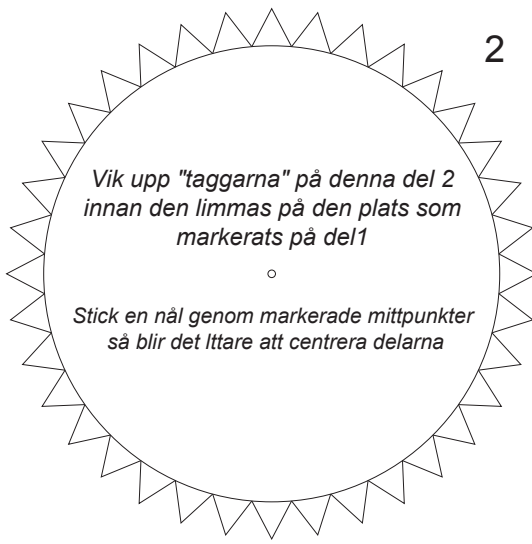 2
Vik upp "taggarna" på denna del 2
innan den limmas på den plats som
markerats på del1
Stick en nål genom markerade mittpunkter
så blir det lttare att centrera delarna